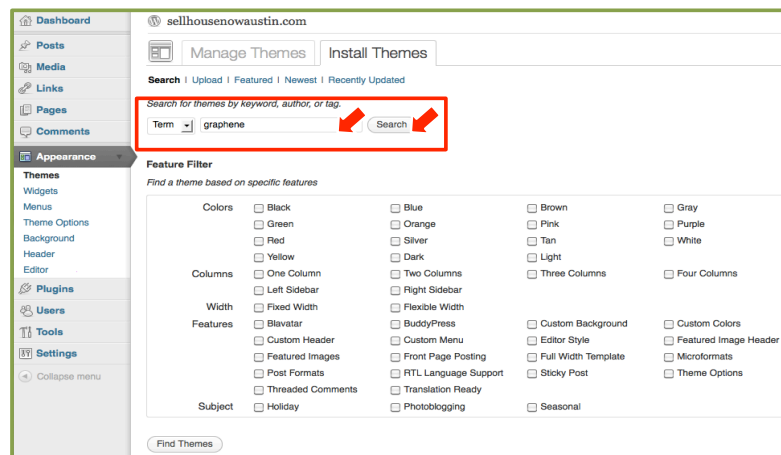 Dashboard
Posts
Media
Links
Pages
Comments
Appearance
Themes
Widgets
Menus
Theme Options
Background
Header
Editor
Plugins
Users
Tools
Settings
Collapse menu
sellhousenowaustin.com
Manage Themes Install Themes
Search | Upload | Featured | Newest | Recently Updated
Search for themes by keyword, author, or tag.
Term graphene Search
Feature Filter
Find a theme based on specific features
Colors Black Blue Brown Gray
Green Orange Pink Purple
Red Silver Tan White
Yellow Dark Light
Columns One Column Two Columns Three Columns Four Columns
Left Sidebar Right Sidebar
Width Fixed Width Flexible Width
Features Blavatar BuddyPress Custom Background Custom Colors
Custom Header Custom Menu Editor Style Featured Image Header
Featured Images Front Page Posting Full Width Template Microformats
Post Formats RTL Language Support Sticky Post Theme Options
Threaded Comments Translation Ready
Subject Holiday Photoblogging Seasonal
Find Themes